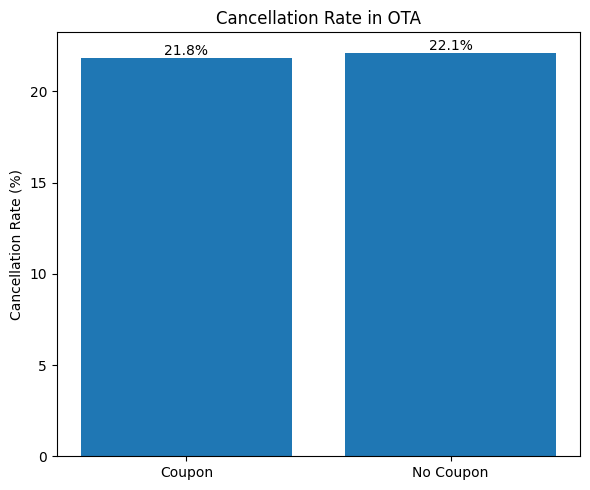 Cancellation Rate in OTA
Cancellation Rate (%)
20
15
10
5
0
21.8%
22.1%
Coupon
No Coupon